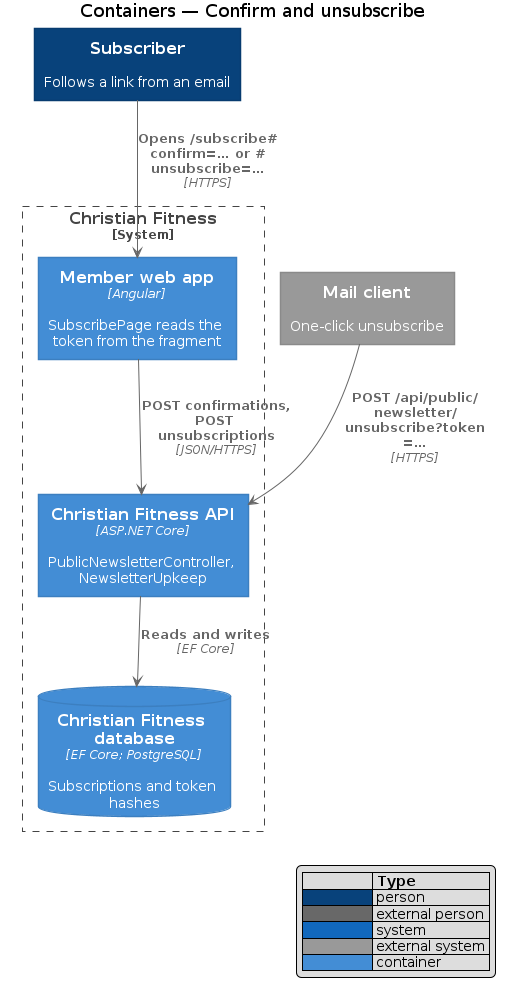 Containers — Confirm and unsubscribe
Subscriber
Follows a link from an email
Opens /subscribe#
confirm=... or #
unsubscribe=...
[HTTPS]
Christian Fitness
[System]
Member web app
[Angular]
SubscribePage reads the
token from the fragment
Mail client
One-click unsubscribe
POST confirmations,
POST
unsubscriptions
[JSON/HTTPS]
POST /api/public/
newsletter/
unsubscribe?token
=...
[HTTPS]
Christian Fitness API
[ASP.NET Core]
PublicNewsletterController,
NewsletterUpkeep
Reads and writes
[EF Core]
Christian Fitness
database
[EF Core; PostgreSQL]
Subscriptions and token
hashes
Type
person
external person
system
external system
container